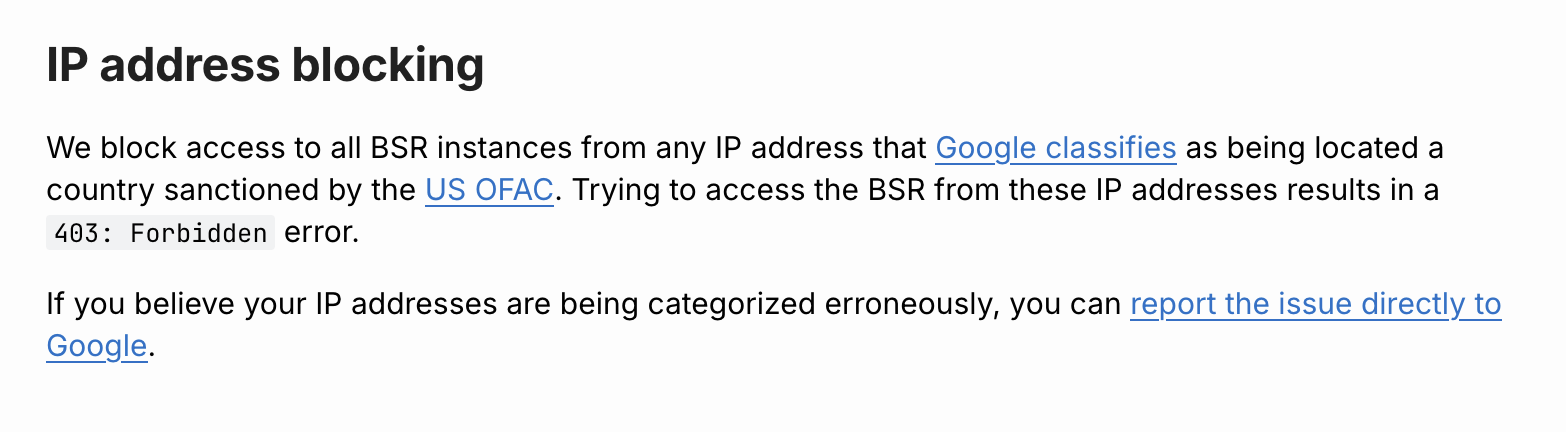 IP address blocking
We block access to all BSR instances from any IP address that Google classifies as being located a
country sanctioned by the US OFAC. Trying to access the BSR from these IP addresses results in a
403: Forbidden error.
If you believe your IP addresses are being categorized erroneously, you can report the issue directly to
Google.